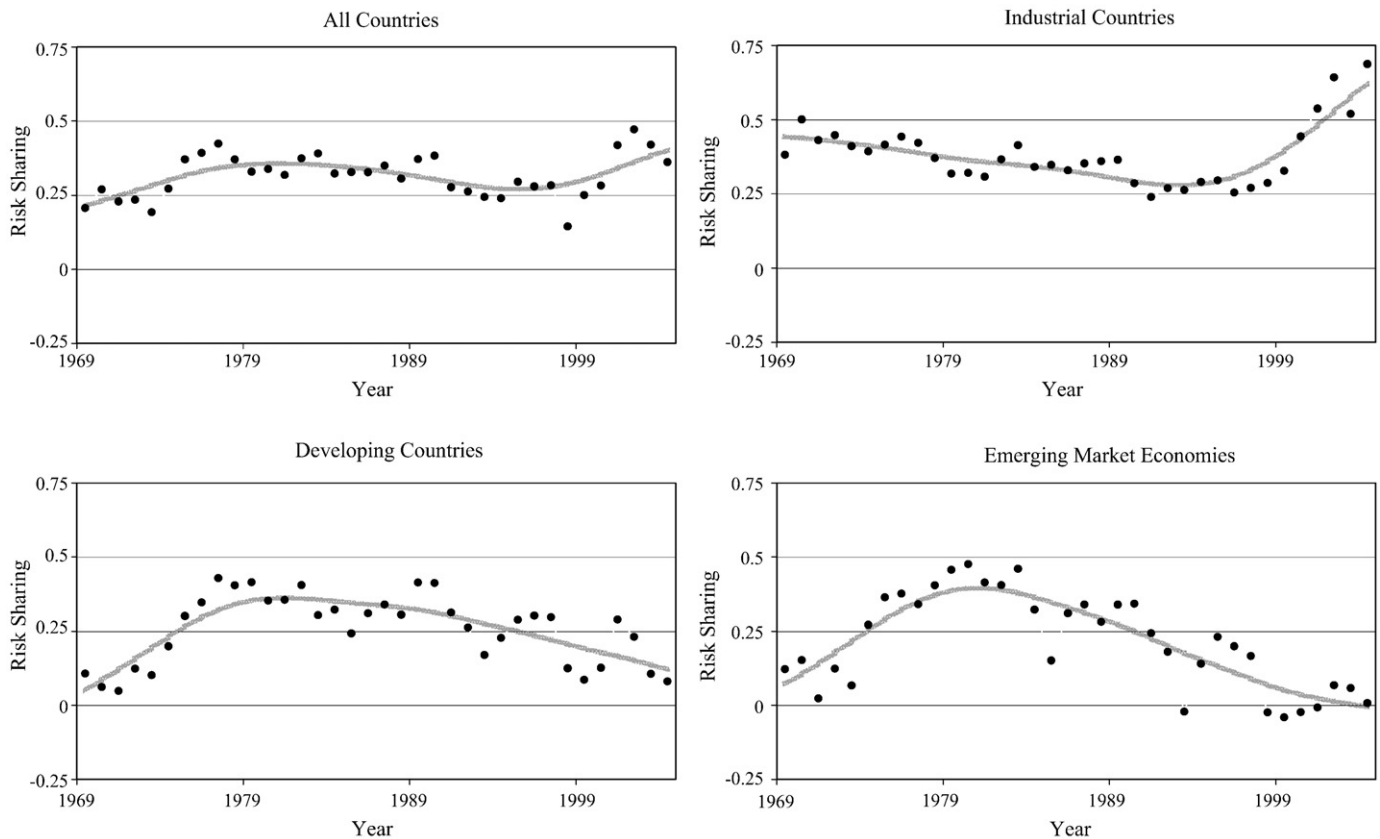 All Countries
0.75
0.5
0.25
0
-0.25
Risk Sharing
1969 1979 1989 1999
Year
Industrial Countries
0.75
0.5
0.25
0
-0.25
Risk Sharing
1969 1979 1989 1999
Year
Developing Countries
0.75
0.5
0.25
0
-0.25
Risk Sharing
1969 1979 1989 1999
Year
Emerging Market Economies
0.75
0.5
0.25
0
-0.25
Risk Sharing
1969 1979 1989 1999
Year